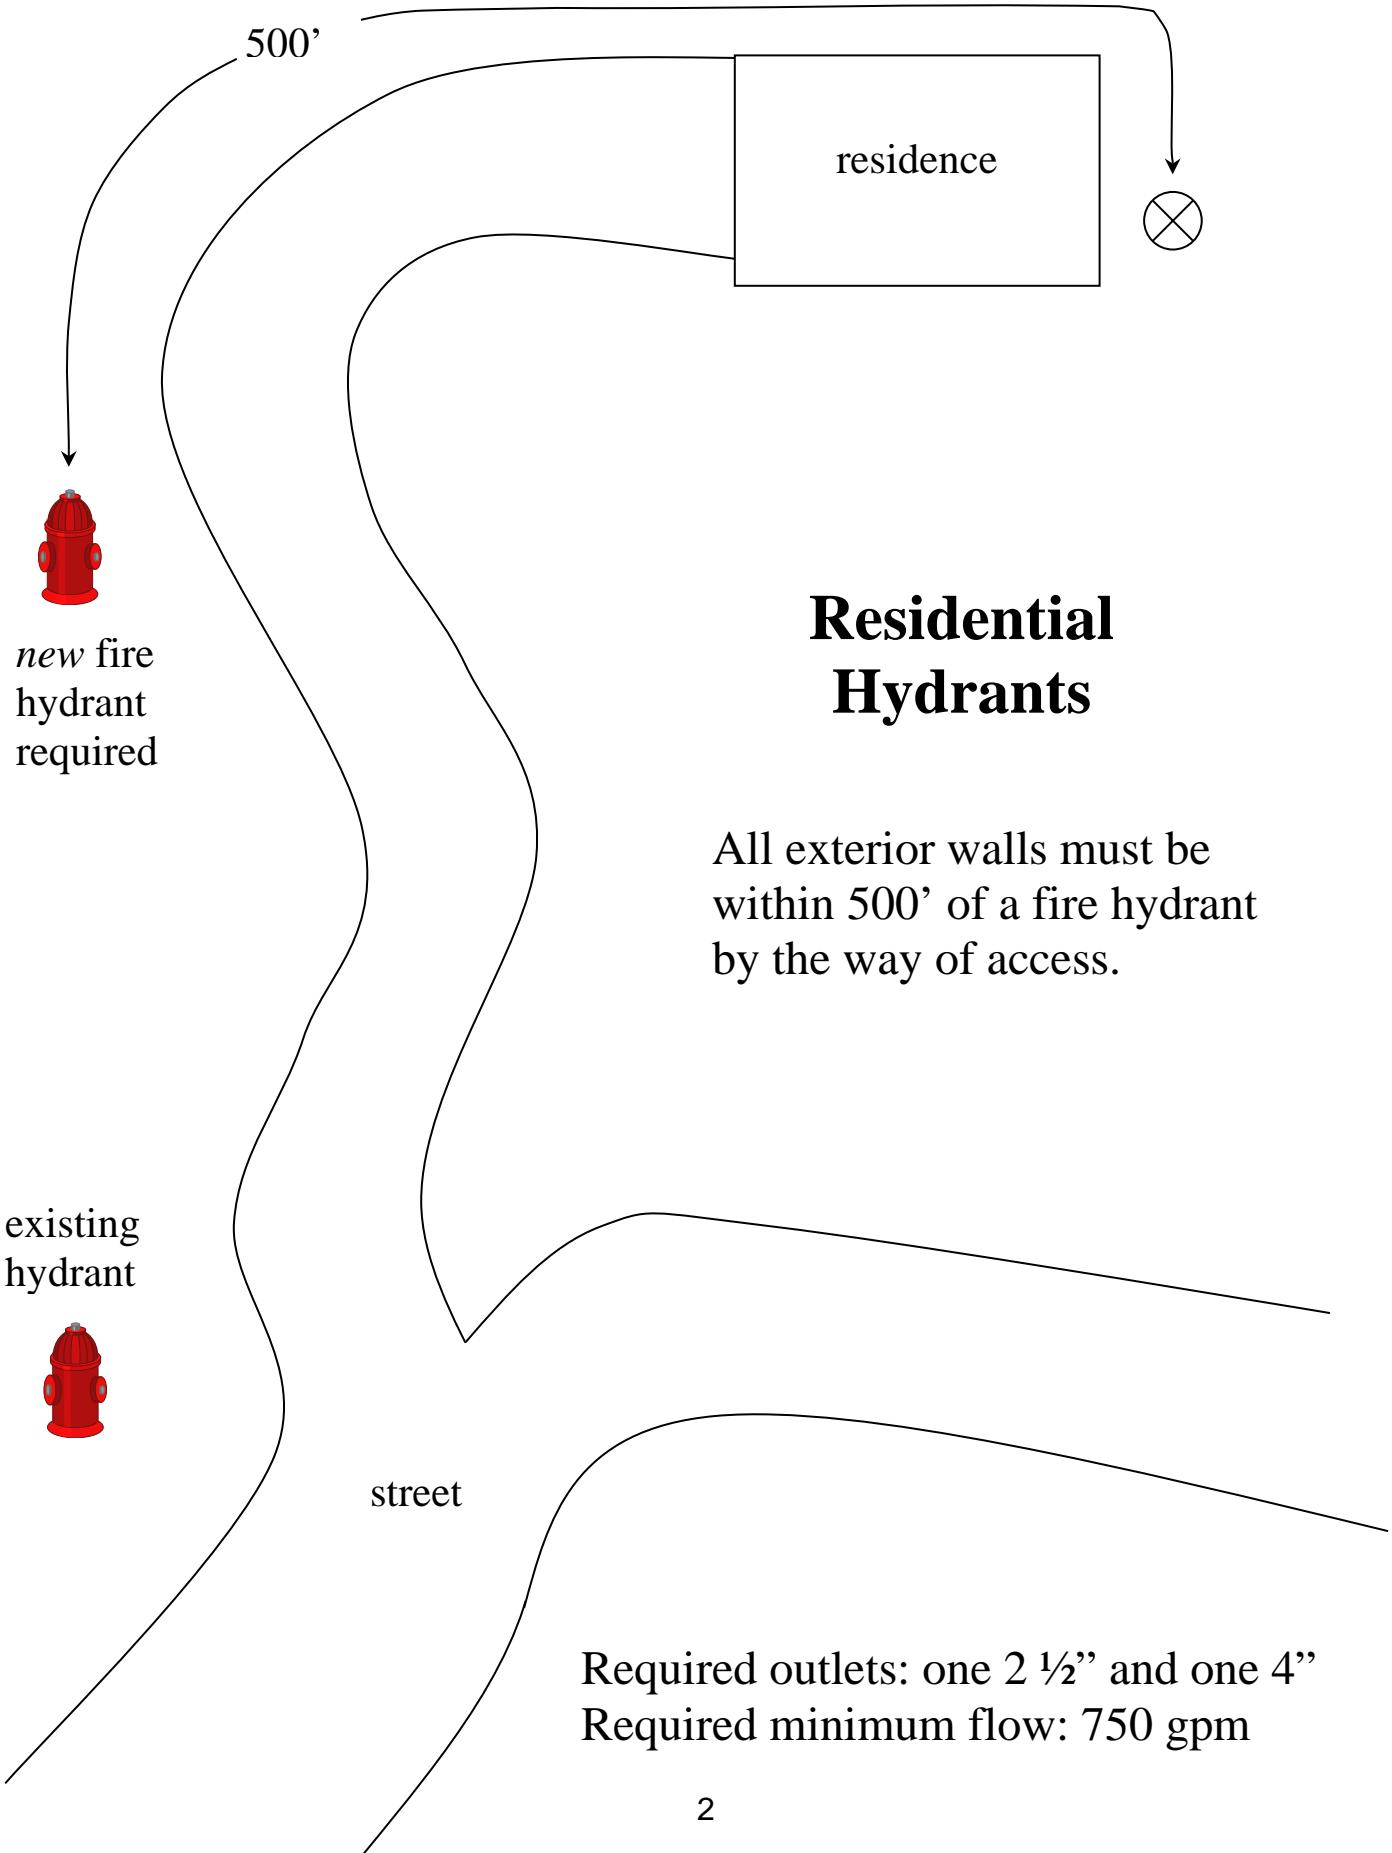 500’
residence
new fire
hydrant
required
Residential
Hydrants
All exterior walls must be
within 500’ of a fire hydrant
by the way of access.
existing
hydrant
street
Required outlets: one 2 ½” and one 4”
Required minimum flow: 750 gpm
2